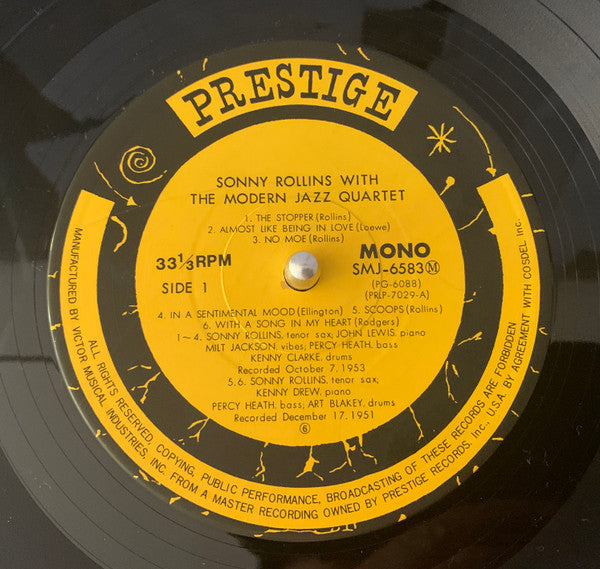 PRESTIGE
SONNY ROLLINS WITH
THE MODERN JAZZ QUARTET
1. THE STOPPER (Rollins)
2. ALMOST LIKE BEING IN LOVE (Loewe)
3. NO MOE (Rollins)
33⅓ RPM
SIDE 1
MONO
SMJ-6583Ⓜ
(PG-6088)
(PRLP-7029-A)
4. IN A SENTIMENTAL MOOD (Ellington) 5. SCOOPS (Rollins)
6. WITH A SONG IN MY HEART (Rodgers)
1~4. SONNY ROLLINS, tenor sax; JOHN LEWIS, piano
MILT JACKSON, vibes; PERCY HEATH, bass
KENNY CLARKE, drums
Recorded October 7. 1953
5.6. SONNY ROLLINS, tenor sax;
KENNY DREW, piano
PERCY HEATH, bass; ART BLAKEY, drums
Recorded December 17. 1951
⑥
MANUFACTURED BY VICTOR MUSICAL INDUSTRIES, INC. FROM A MASTER RECORDING OWNED BY PRESTIGE RECORDS, Inc., U.S.A. BY AGREEMENT WITH COSDEL inc.
ALL RIGHTS RESERVED, COPYING, PUBLIC PERFORMANCE, BROADCASTING OF THESE RECORDS ARE FORBIDDEN